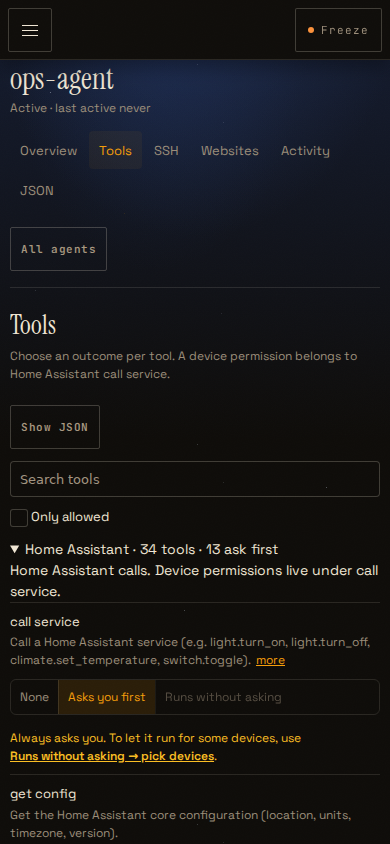 Freeze
ops-agent
Active · last active never
Overview Tools SSH Websites Activity
JSON
All agents
Tools
Choose an outcome per tool. A device permission belongs to
Home Assistant call service.
Show JSON
Search tools
Only allowed
▼ Home Assistant · 34 tools · 13 ask first
Home Assistant calls. Device permissions live under call
service.
call service
Call a Home Assistant service (e.g. light.turn_on, light.turn_off,
climate.set_temperature, switch.toggle). more
None Asks you first Runs without asking
Always asks you. To let it run for some devices, use
Runs without asking → pick devices.
get config
Get the Home Assistant core configuration (location, units,
timezone, version).